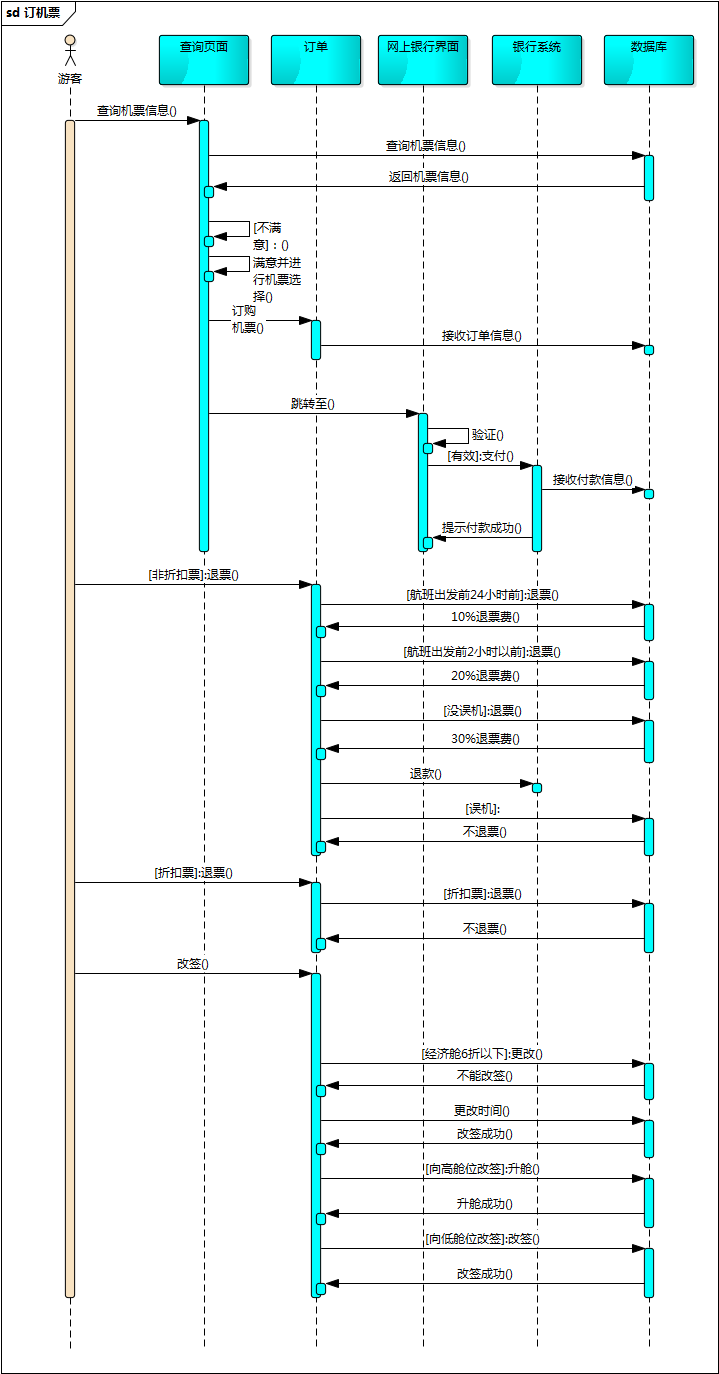 sd 订机票
游客
查询页面
订单
网上银行界面
银行系统
数据库
查询机票信息()
查询机票信息()
返回机票信息()
[不满
意]：()
满意并进
行机票选
择()
订购
机票()
接收订单信息()
跳转至()
验证()
[有效]:支付()
接收付款信息()
提示付款成功()
[非折扣票]:退票()
[航班出发前24小时前]:退票()
10%退票费()
[航班出发前2小时以前]:退票()
20%退票费()
[没误机]:退票()
30%退票费()
退款()
[误机]:
不退票()
[折扣票]:退票()
[折扣票]:退票()
不退票()
改签()
[经济舱6折以下]:更改()
不能改签()
更改时间()
改签成功()
[向高舱位改签]:升舱()
升舱成功()
[向低舱位改签]:改签()
改签成功()